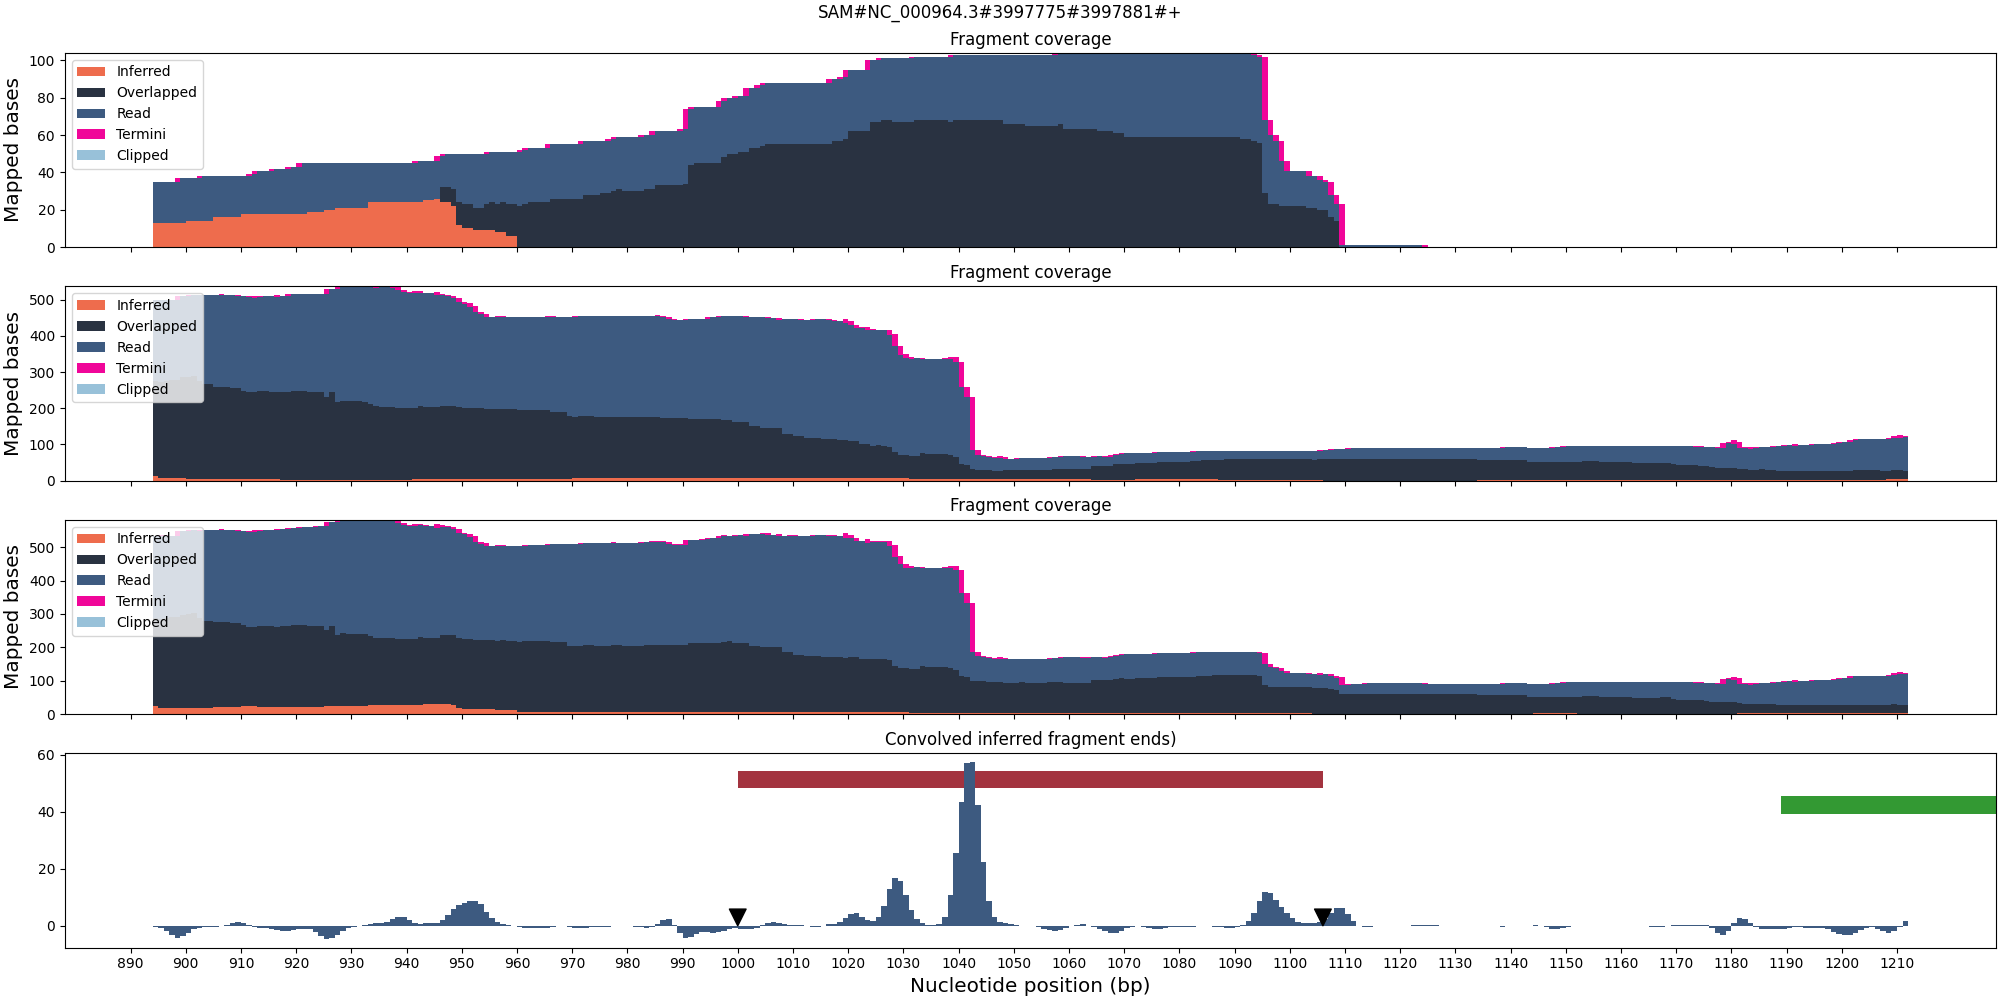 SAM#NC_000964.3#3997775#3997881#+
Fragment coverage
Mapped bases
100
80
60
40
20
0
Inferred
Overlapped
Read
Termini
Clipped
Fragment coverage
Mapped bases
500
400
300
200
100
0
Inferred
Overlapped
Read
Termini
Clipped
Fragment coverage
Mapped bases
500
400
300
200
100
0
Inferred
Overlapped
Read
Termini
Clipped
Convolved inferred fragment ends)
60
40
20
0
890 900 910 920 930 940 950 960 970 980 990 1000 1010 1020 1030 1040 1050 1060 1070 1080 1090 1100 1110 1120 1130 1140 1150 1160 1170 1180 1190 1200 1210
Nucleotide position (bp)